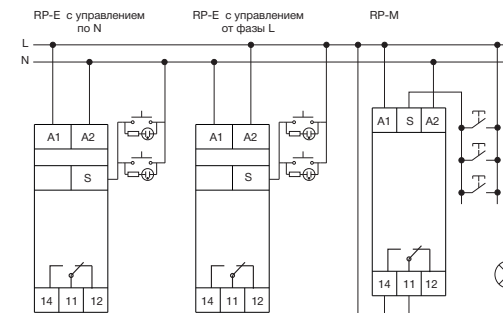 RP-E с управлением
по N
RP-E с управлением
от фазы L
RP-M
L
N
A1 A2
S
14 11 12
A1 A2
S
14 11 12
A1 S A2
14 11 12